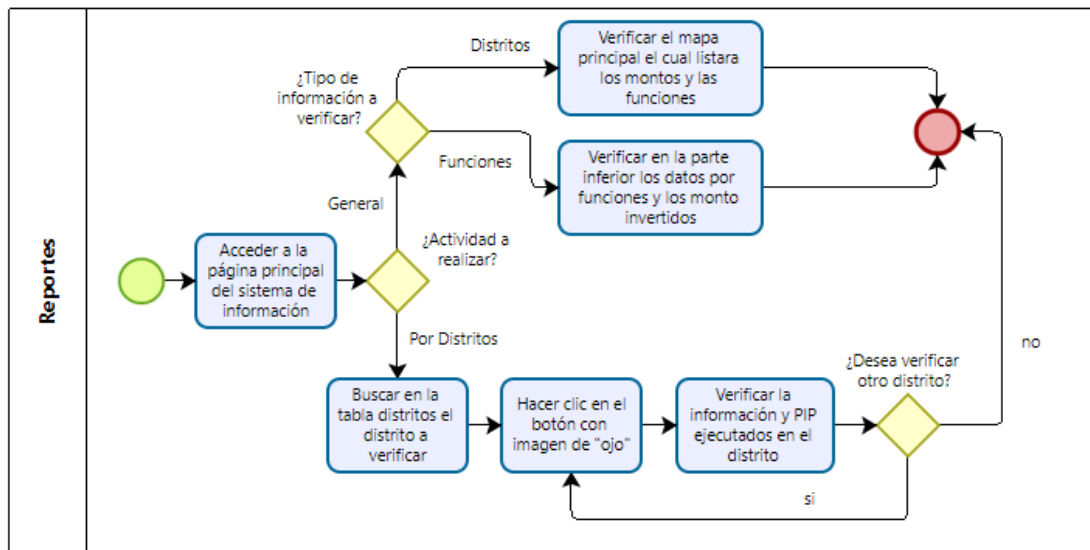 Reportes
Acceder a la
página principal
del sistema de
información
¿Actividad a
realizar?
General
¿Tipo de
información a
verificar?
Distritos
Verificar el mapa
principal el cual listara
los montos y las
funciones
Funciones
Verificar en la parte
inferior los datos por
funciones y los monto
invertidos
Por Distritos
Buscar en la
tabla distritos el
distrito a
verificar
Hacer clic en el
botón con
imagen de "ojo"
Verificar la
información y PIP
ejecutados en el
distrito
¿Desea verificar
otro distrito?
no
si